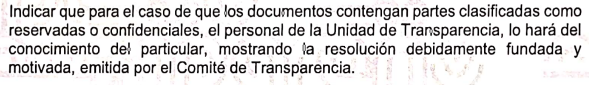 Indicar que para el caso de que los documentos contengan partes clasificadas como
reservadas o confidenciales, el personal de la Unidad de Transparencia, lo hará del
conocimiento del particular, mostrando la resolución debidamente fundada y
motivada, emitida por el Comité de Transparencia.